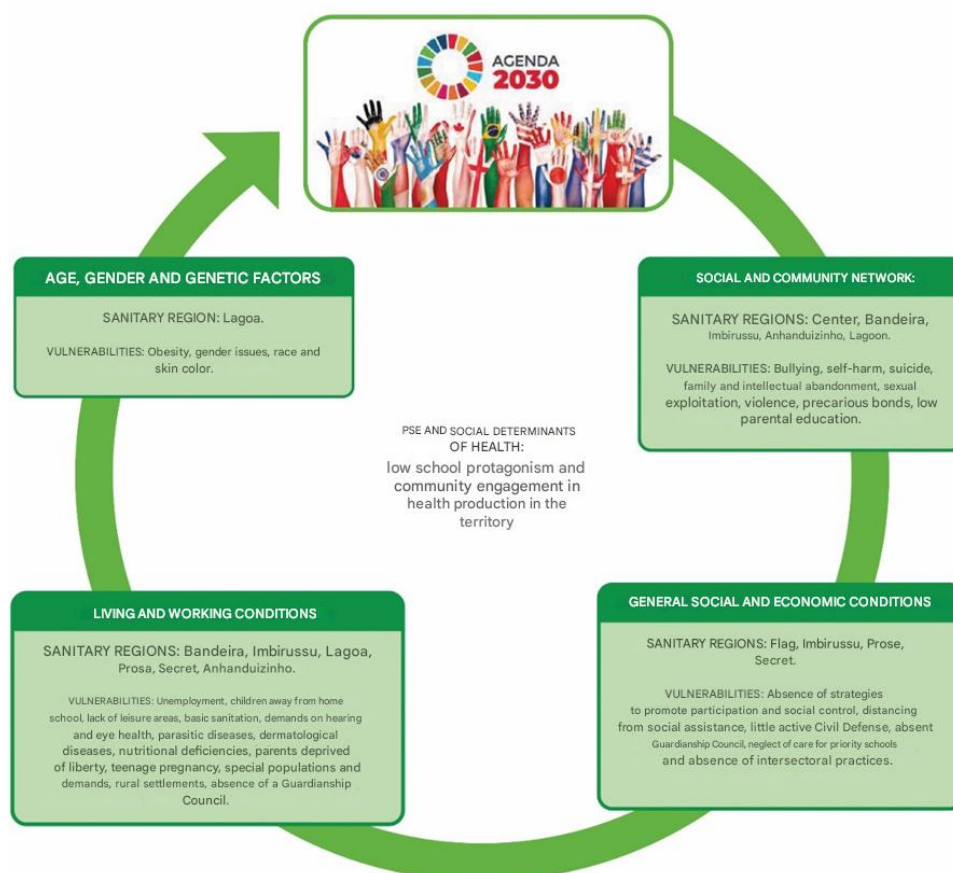 AGENDA
2030
AGE, GENDER AND GENETIC FACTORS
SANITARY REGION: Lagoa.
VULNERABILITIES: Obesity, gender issues, race and
skin color.
SOCIAL AND COMMUNITY NETWORK:
SANITARY REGIONS: Center, Bandeira,
Imbirussu, Anhanduizinho, Lagoon.
VULNERABILITIES: Bullying, self-harm, suicide,
family and intellectual abandonment, sexual
exploitation, violence, precarious bonds, low
parental education.
PSE AND SOCIAL DETERMINANTS
OF HEALTH:
low school protagonism and
community engagement in
health production in the
territory
LIVING AND WORKING CONDITIONS
SANITARY REGIONS: Bandeira, Imbirussu, Lagoa,
Prosa, Secret, Anhanduizinho.
VULNERABILITIES: Unemployment, children away from home
school, lack of leisure areas, basic sanitation, demands on hearing
and eye health, parasitic diseases, dermatological
diseases, nutritional deficiencies, parents deprived
of liberty, teenage pregnancy, special populations and
demands, rural settlements, absence of a Guardianship
Council.
GENERAL SOCIAL AND ECONOMIC CONDITIONS
SANITARY REGIONS: Flag, Imbirussu, Prose,
Secret.
VULNERABILITIES: Absence of strategies
to promote participation and social control, distancing
from social assistance, little active Civil Defense, absent
Guardianship Council, neglect of care for priority schools
and absence of intersectoral practices.